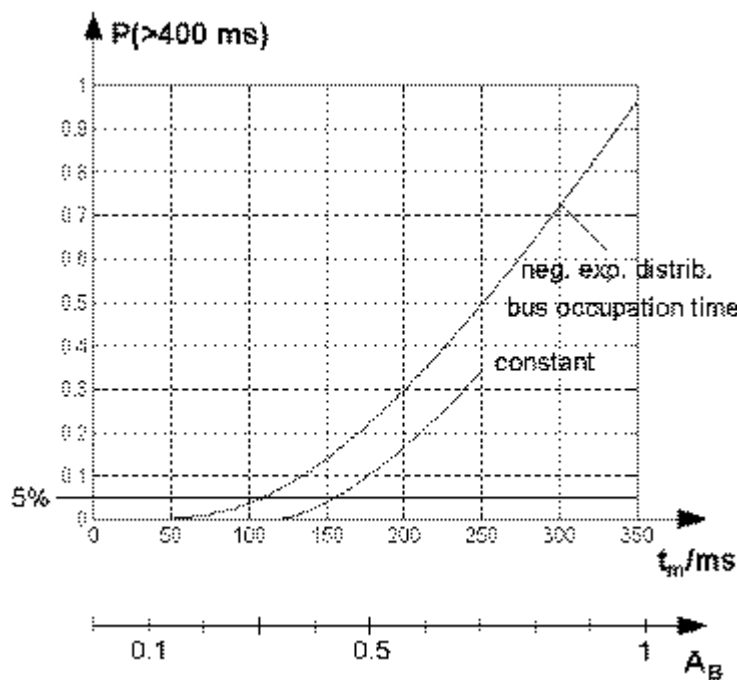 P(>400 ms)
1
0.9
0.8
0.7
0.6
0.5
0.4
0.3
0.2
0.1
0
5%
neg. exp. distrib.
bus occupation time
constant
0 50 100 150 200 250 300 350
tm/ms
0.1 0.5 1
AB